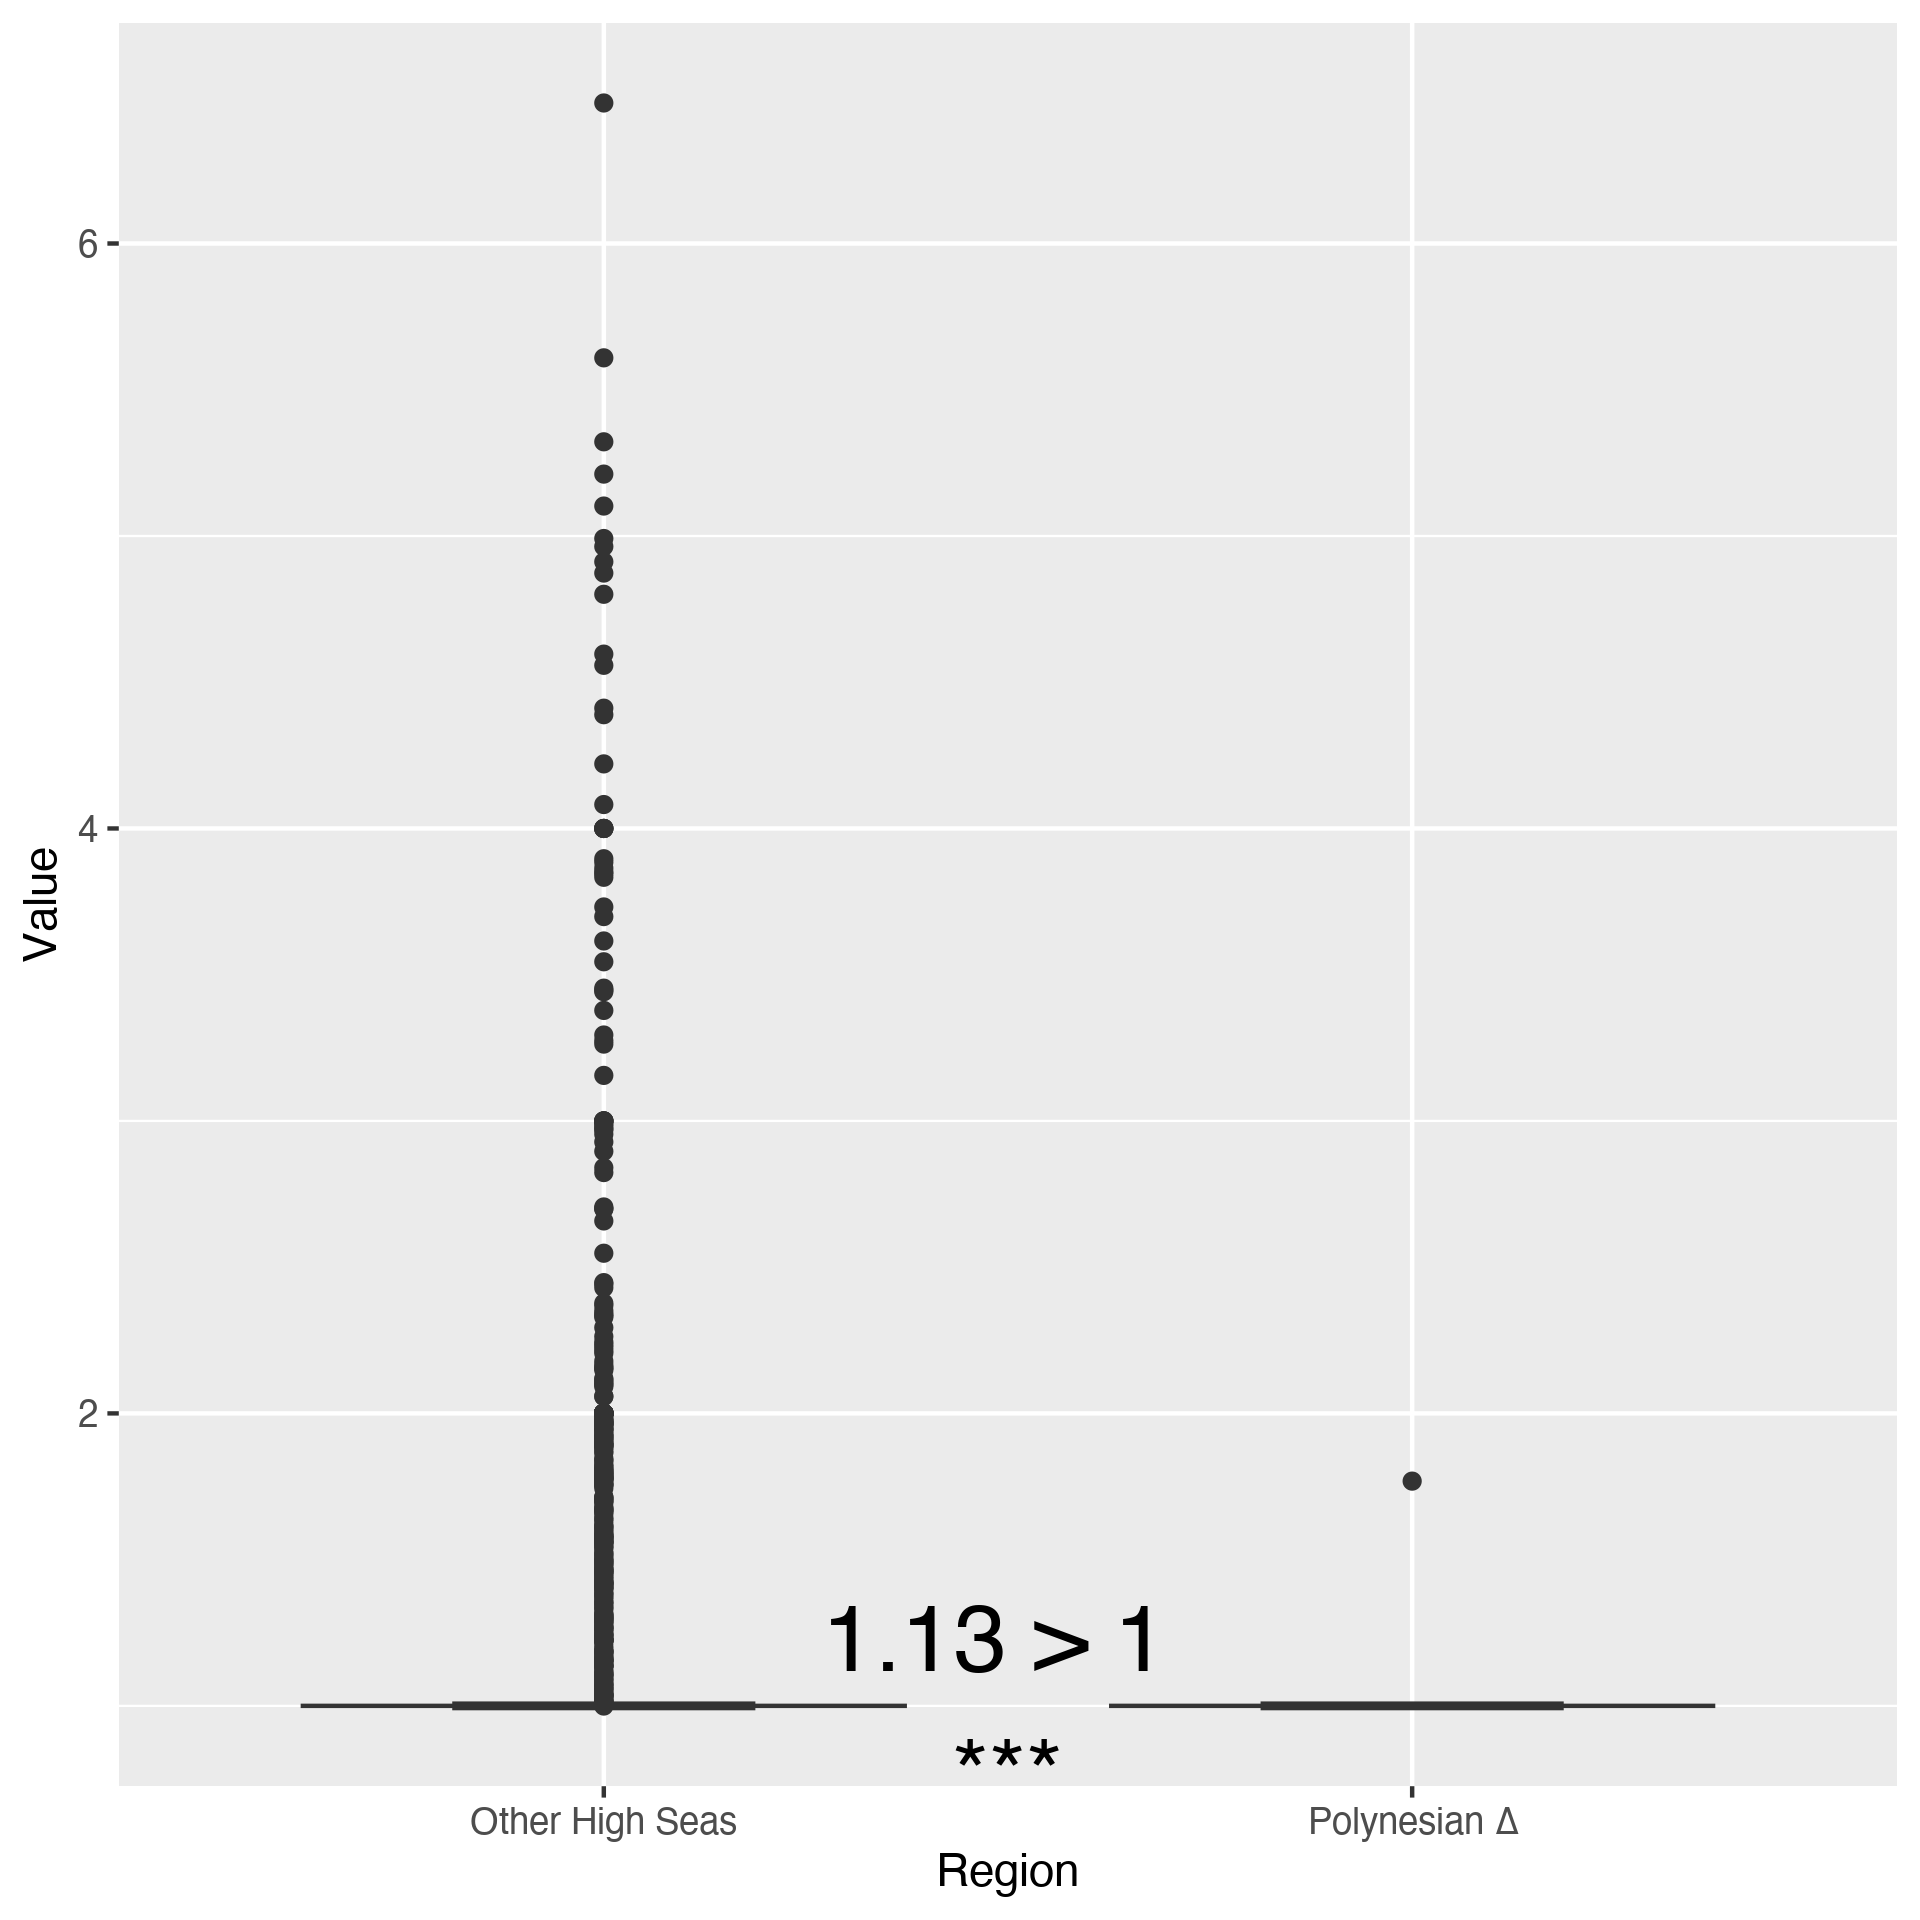 6
4
2
Value
1.13 > 1
***
Other High Seas
Polynesian Δ
Region